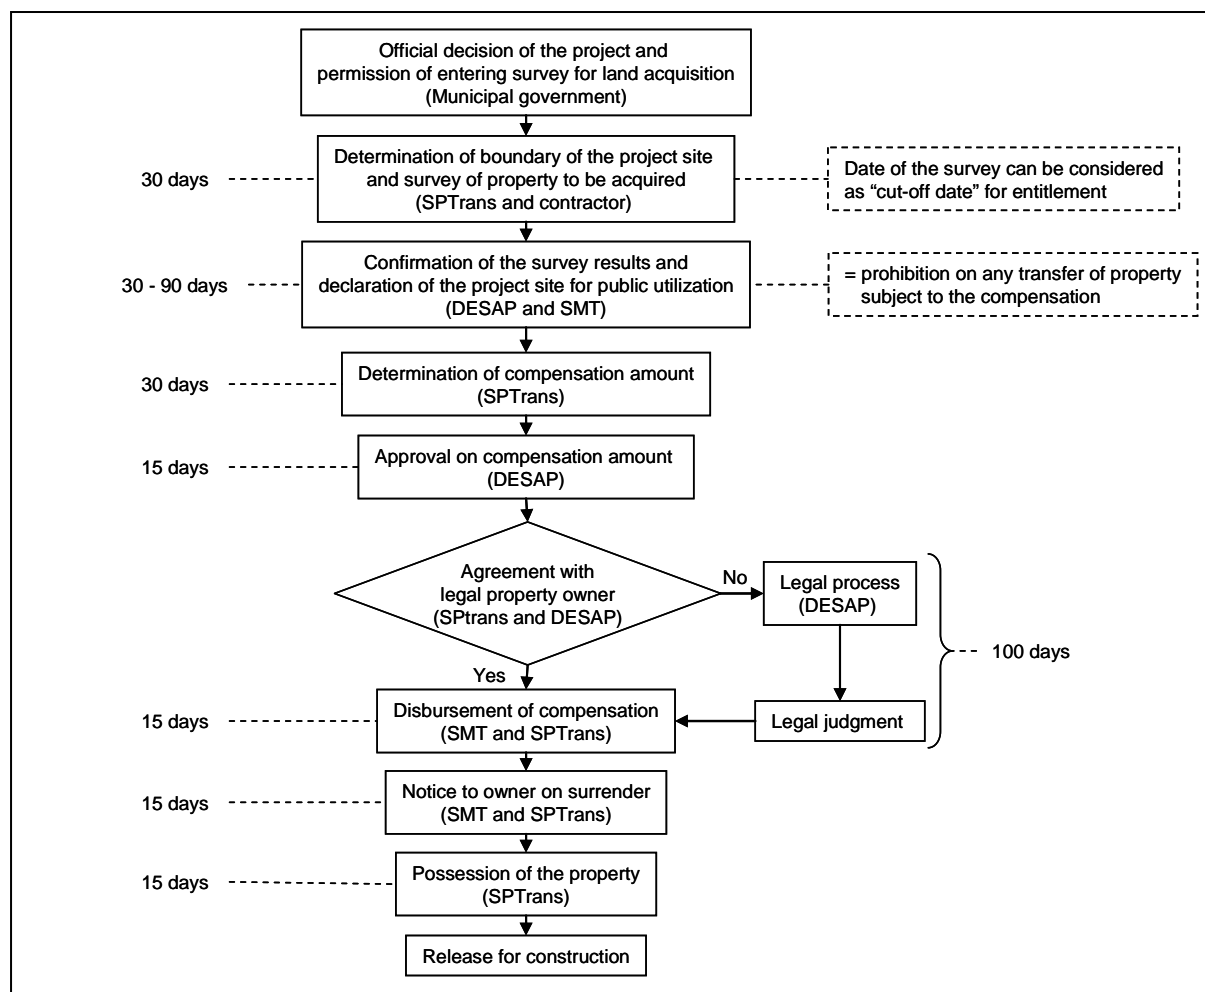 Official decision of the project and
permission of entering survey for land acquisition
(Municipal government)
30 days
Determination of boundary of the project site
and survey of property to be acquired
(SPTrans and contractor)
Date of the survey can be considered
as “cut-off date” for entitlement
30 - 90 days
Confirmation of the survey results and
declaration of the project site for public utilization
(DESAP and SMT)
= prohibition on any transfer of property
subject to the compensation
30 days
Determination of compensation amount
(SPTrans)
15 days
Approval on compensation amount
(DESAP)
Agreement with
legal property owner
(SPtrans and DESAP)
No
Legal process
(DESAP)
100 days
Yes
15 days
Disbursement of compensation
(SMT and SPTrans)
Legal judgment
15 days
Notice to owner on surrender
(SMT and SPTrans)
15 days
Possession of the property
(SPTrans)
Release for construction